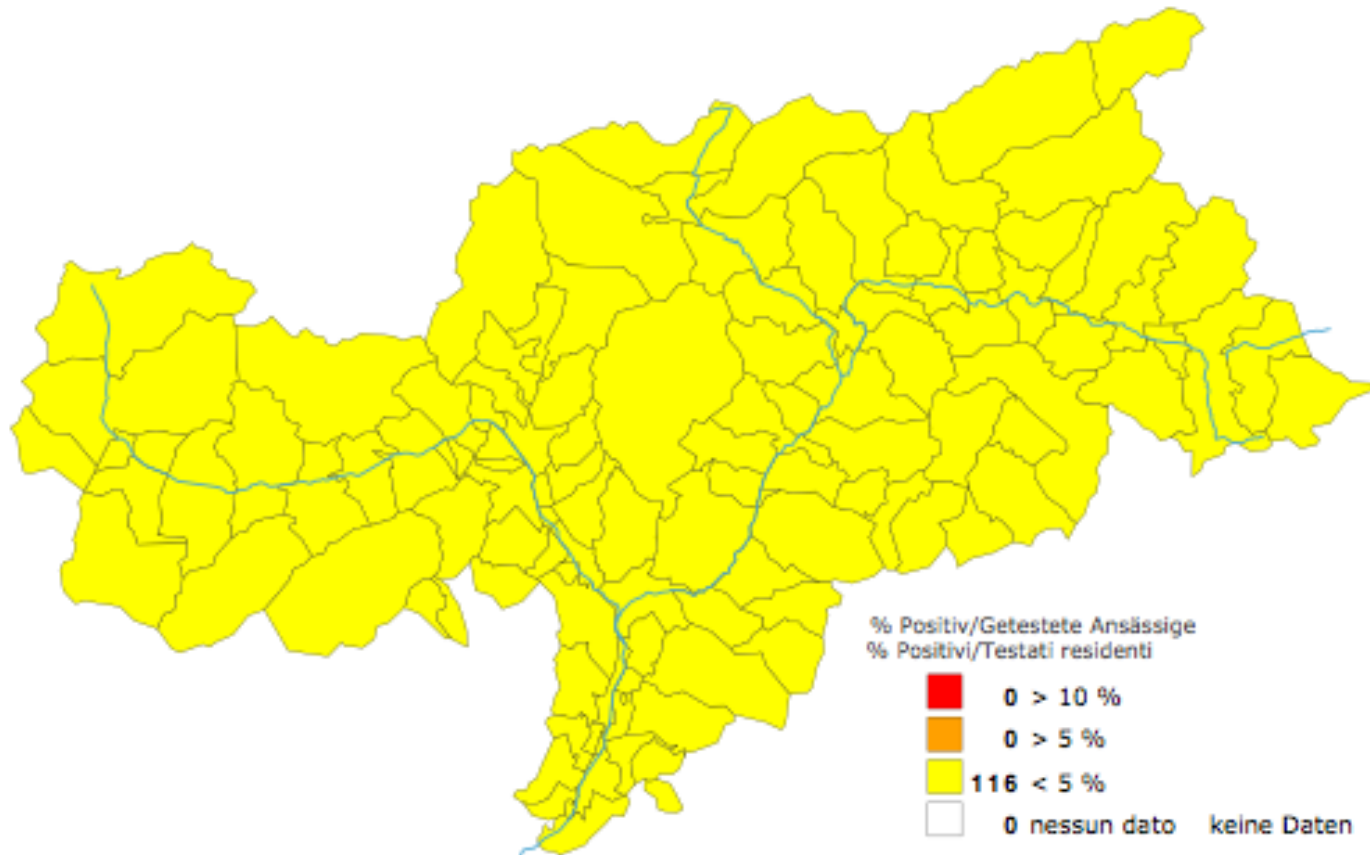 % Positiv/Getestete Ansässige
% Positivi/Testati residenti
0 > 10 %
0 > 5 %
116 < 5 %
0 nessun dato keine Daten